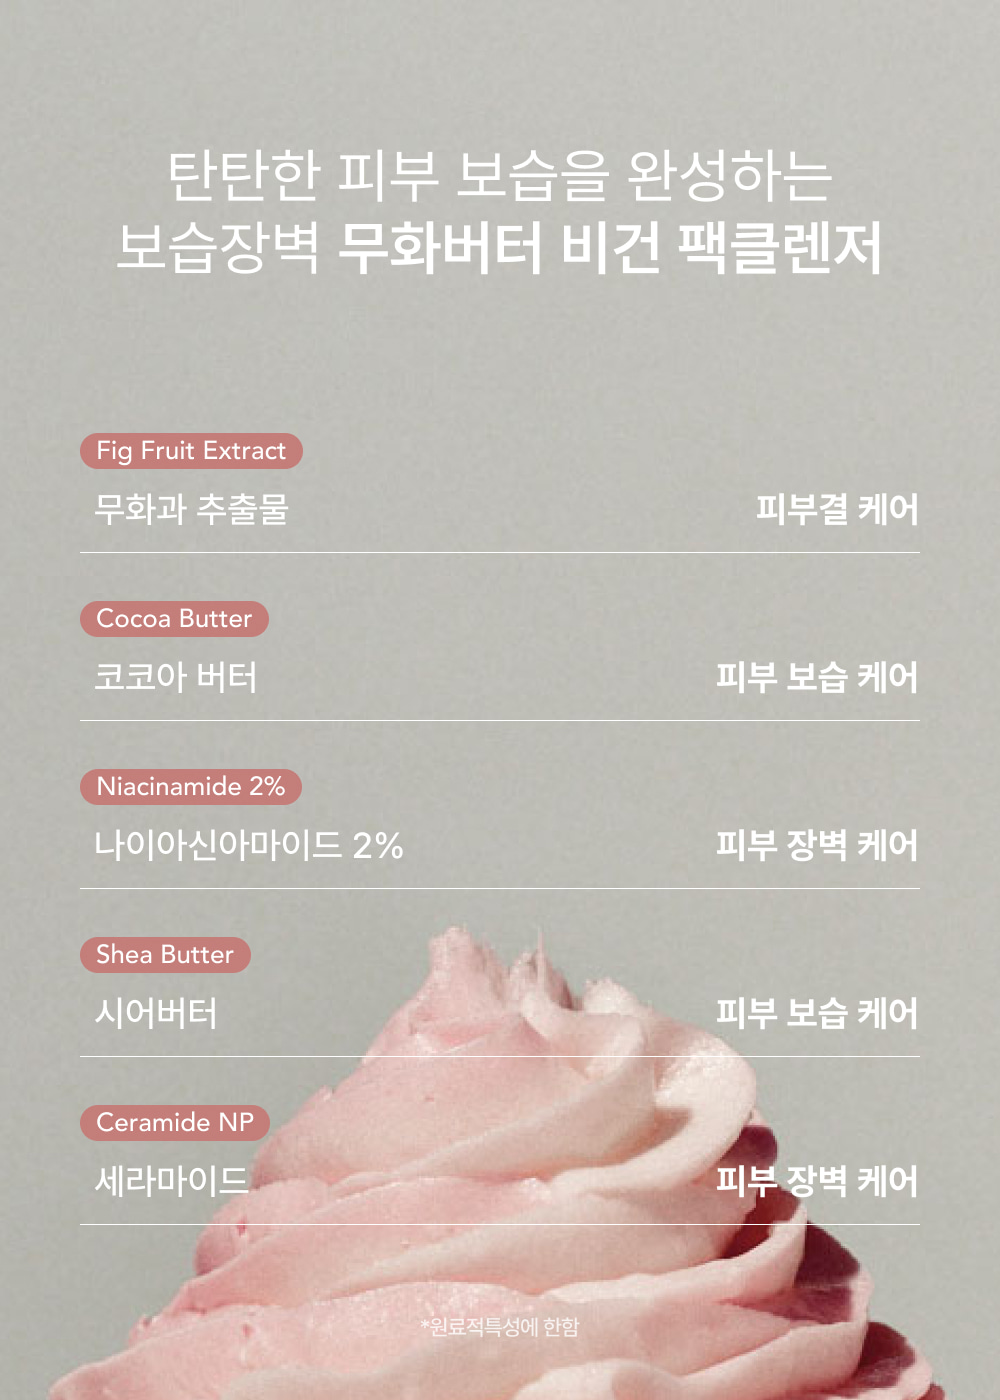 탄탄한 피부 보습을 완성하는
보습장벽 무화버터 비건 팩클렌저
Fig Fruit Extract
무화과 추출물 피부결 케어
Cocoa Butter
코코아 버터 피부 보습 케어
Niacinamide 2%
나이아신아마이드 2% 피부 장벽 케어
Shea Butter
시어버터 피부 보습 케어
Ceramide NP
세라마이드 피부 장벽 케어
*원료적특성에 한함